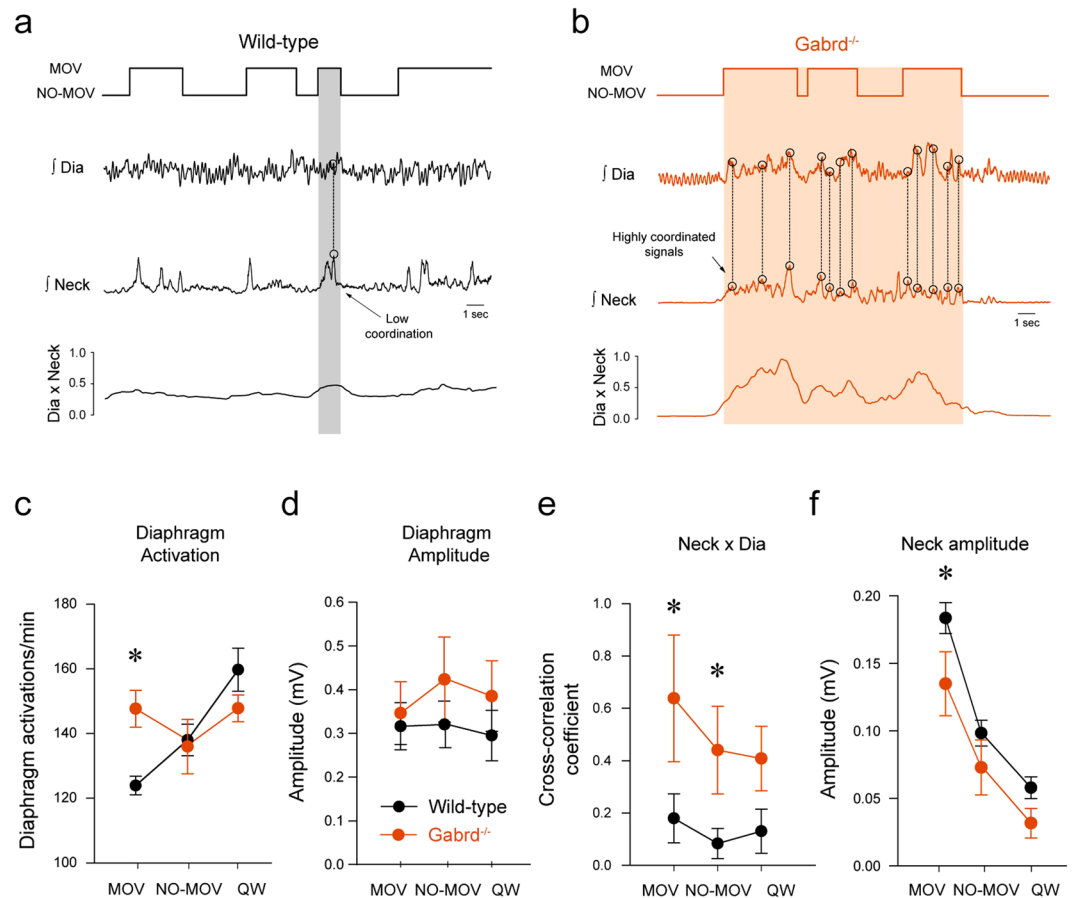 a
Wild-type
MOV
NO-MOV
∫ Dia
∫ Neck
1 sec
Low
coordination
Dia x Neck
1.0
0.5
0.0
b
Gabrd-/-
MOV
NO-MOV
∫ Dia
Highly coordinated
signals
∫ Neck
1 sec
Dia x Neck
1.0
0.5
0.0
c
Diaphragm
Activation
Diaphragm activations/min
180
160
140
120
100
*
MOV NO-MOV QW
d
Diaphragm
Amplitude
Amplitude (mV)
0.6
0.5
0.4
0.3
0.2
0.1
0.0
Wild-type
Gabrd-/-
MOV NO-MOV QW
e
Neck x Dia
Cross-correlation
coefficient
1.0
0.8
0.6
0.4
0.2
0.0
*
*
MOV NO-MOV QW
f
Neck amplitude
Amplitude (mV)
0.20
0.15
0.10
0.05
0.00
*
MOV NO-MOV QW